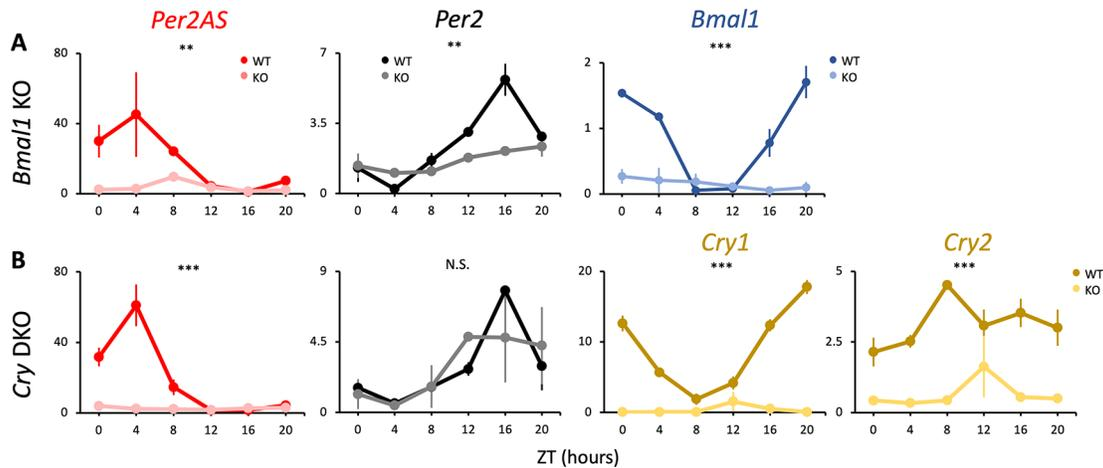 Per2AS Per2 Bmal1
A
Bmal1 KO
80 ** WT KO
40
0
0 4 8 12 16 20
7 ** WT KO
3.5
0
0 4 8 12 16 20
2 *** WT KO
1
0
0 4 8 12 16 20
Cry1 Cry2
B
Cry DKO
80 ***
40
0
0 4 8 12 16 20
9 N.S.
4.5
0
0 4 8 12 16 20
20 ***
10
0
0 4 8 12 16 20
5 *** WT KO
2.5
0
0 4 8 12 16 20
ZT (hours)